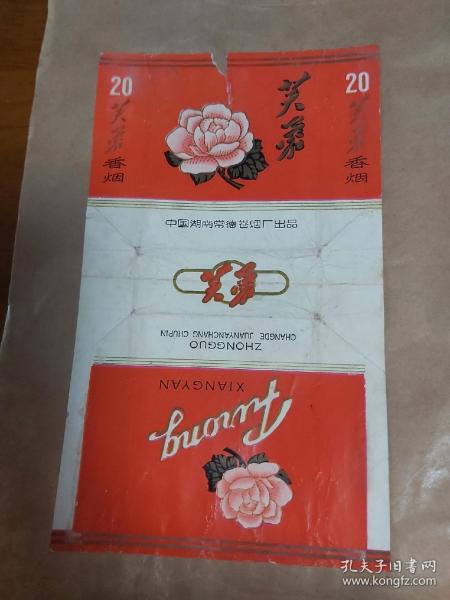 20
芙蓉
香烟
芙蓉
20
芙蓉
香烟
中国湖南常德卷烟厂出品
芙蓉
ZHONGGUO
CHANGDE JUANYANCHANG CHUPIN
XIANGYAN
Furong
孔夫子旧书网
www.kongfz.com